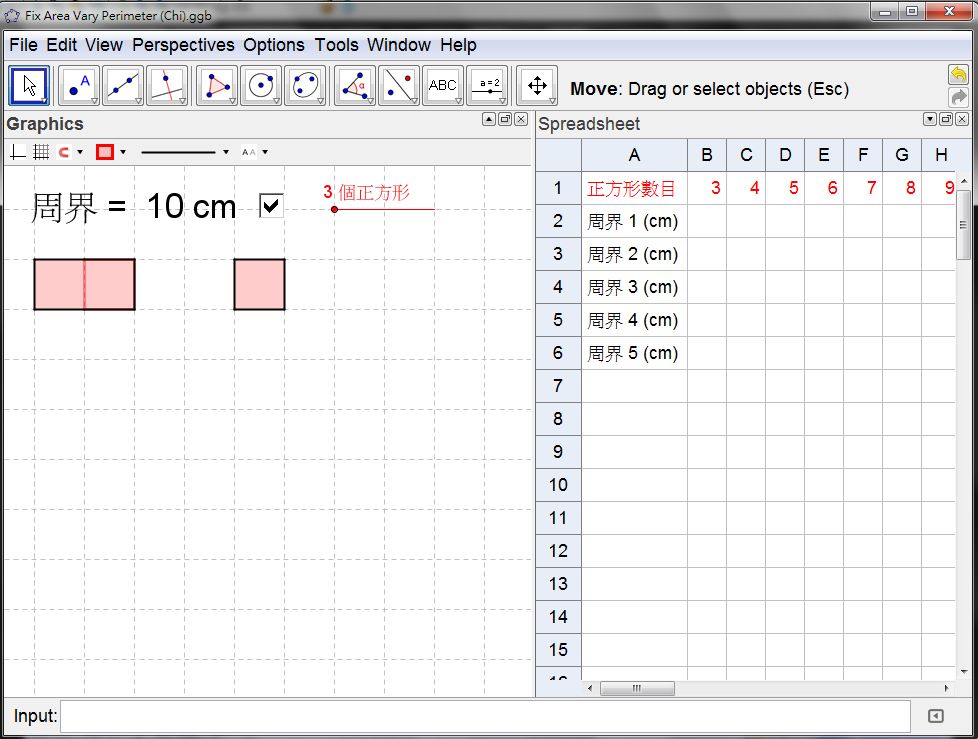 Fix Area Vary Perimeter (Chi).ggb
File Edit View Perspectives Options Tools Window Help
A ABC a=2 Move: Drag or select objects (Esc)
Graphics
Spreadsheet
A A
周界 = 10 cm
3 個正方形
A B C D E F G H
1 正方形數目 3 4 5 6 7 8 9
2 周界 1 (cm)
3 周界 2 (cm)
4 周界 3 (cm)
5 周界 4 (cm)
6 周界 5 (cm)
7
8
9
10
11
12
13
14
15
16
Input: